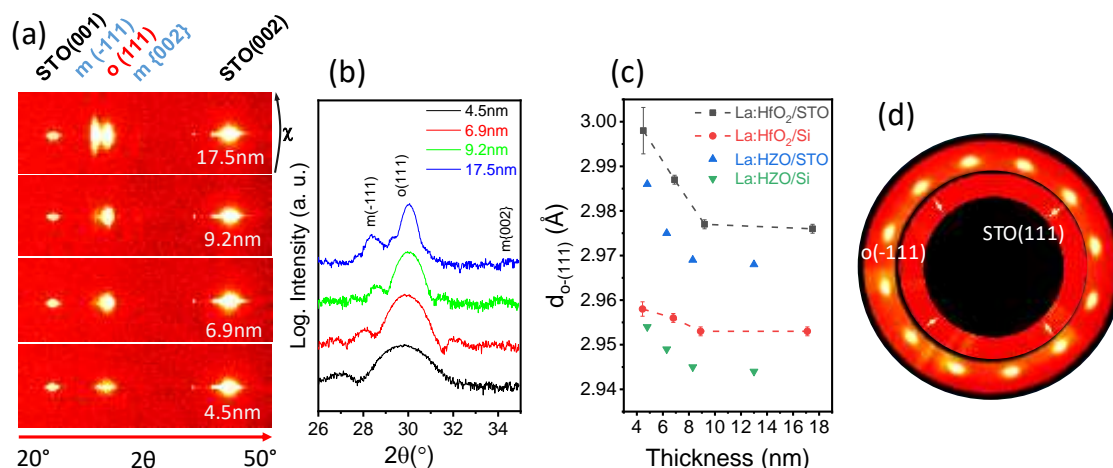 (a)
STO(001)
m (-111)
o (111)
m {002}
STO(002)
χ
17.5nm
9.2nm
6.9nm
4.5nm
20°
2θ
50°
(b)
Log. Intensity (a. u.)
4.5nm
6.9nm
9.2nm
17.5nm
m(-111)
o(111)
m{002}
26 28 30 32 34
2θ(°)
(c)
d o-(111) (Å)
3.00
2.99
2.98
2.97
2.96
2.95
2.94
La:HfO2/STO
La:HfO2/Si
La:HZO/STO
La:HZO/Si
4 6 8 10 12 14 16 18
Thickness (nm)
(d)
o(-111)
STO(111)